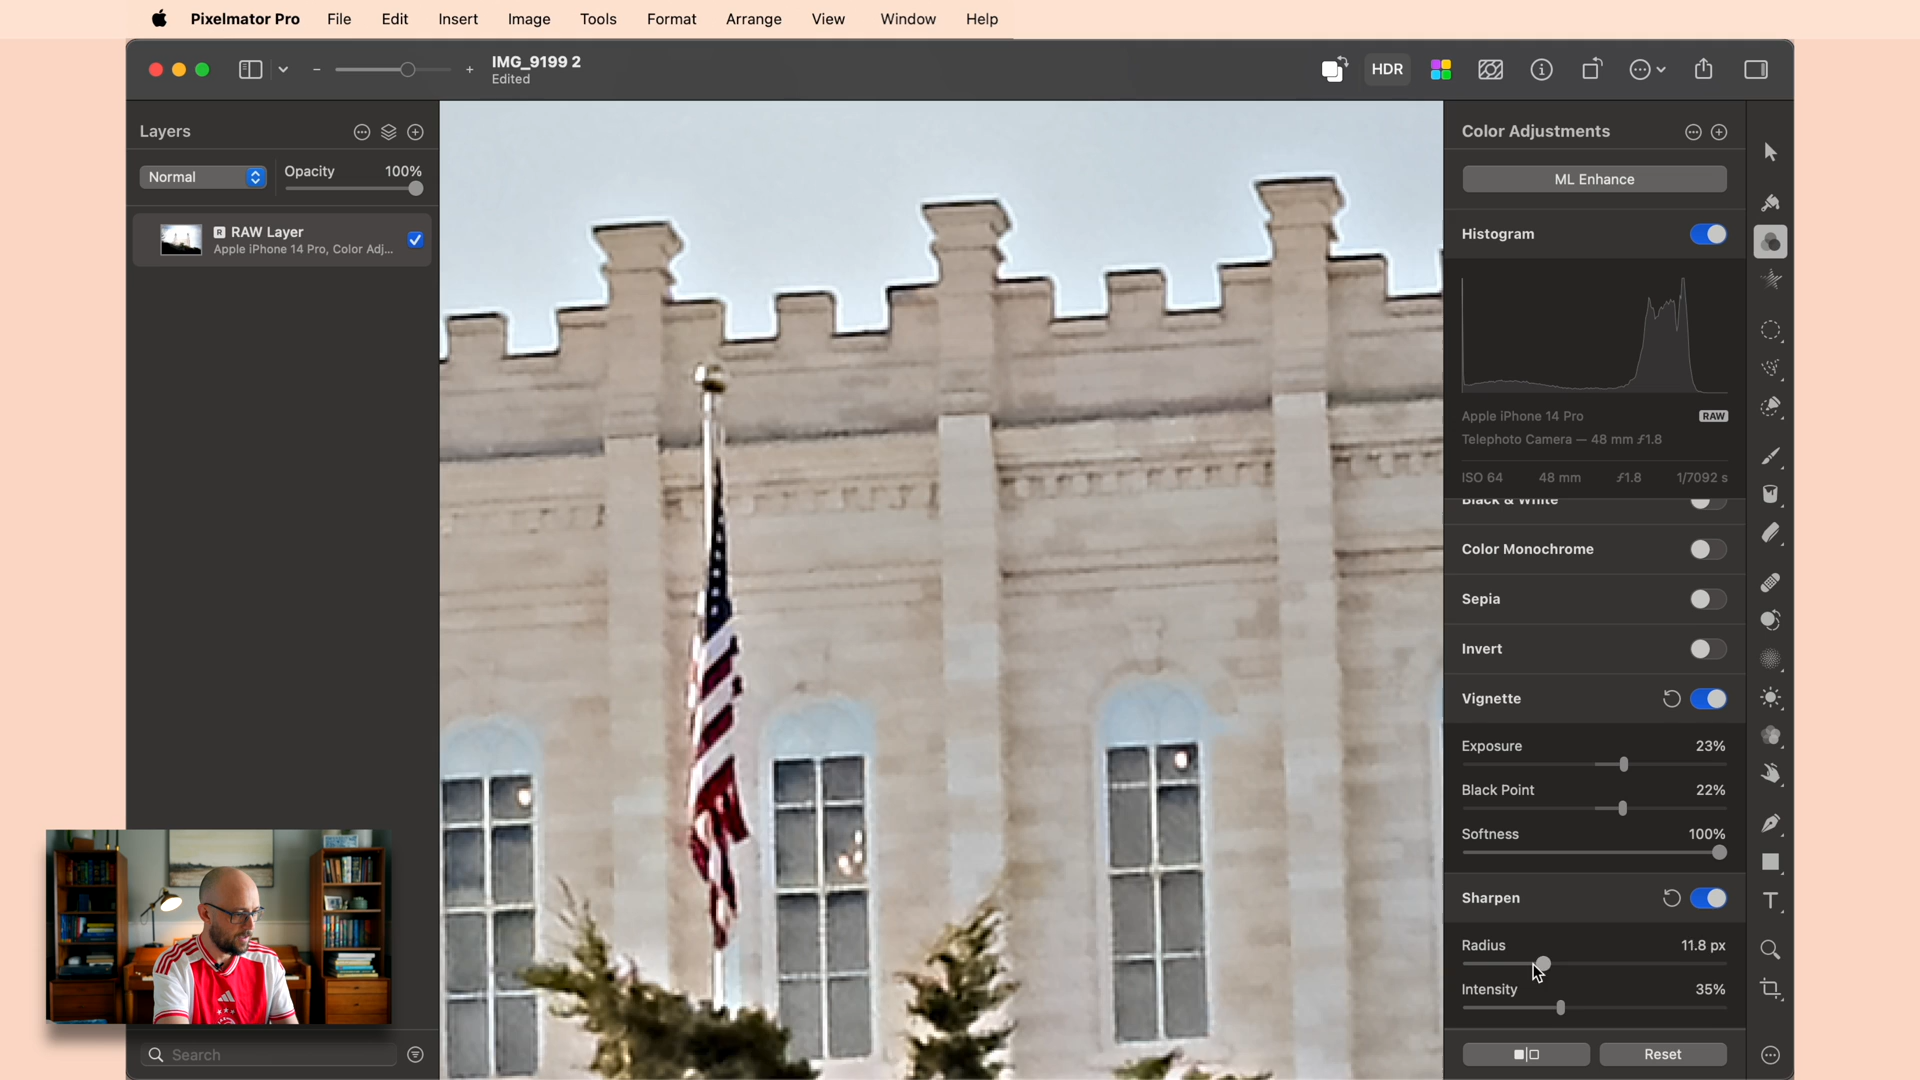 Pixelmator Pro File Edit Insert Image Tools Format Arrange View Window Help
IMG_9199 2
Edited
HDR
Layers
Normal Opacity 100%
R RAW Layer
Apple iPhone 14 Pro, Color Adj...
Search
Color Adjustments
ML Enhance
Histogram
Apple iPhone 14 Pro RAW
Telephoto Camera — 48 mm ƒ1.8
ISO 64 48 mm ƒ1.8 1/7092 s
Black & White
Color Monochrome
Sepia
Invert
Vignette
Exposure 23%
Black Point 22%
Softness 100%
Sharpen
Radius 11.8 px
Intensity 35%
Reset